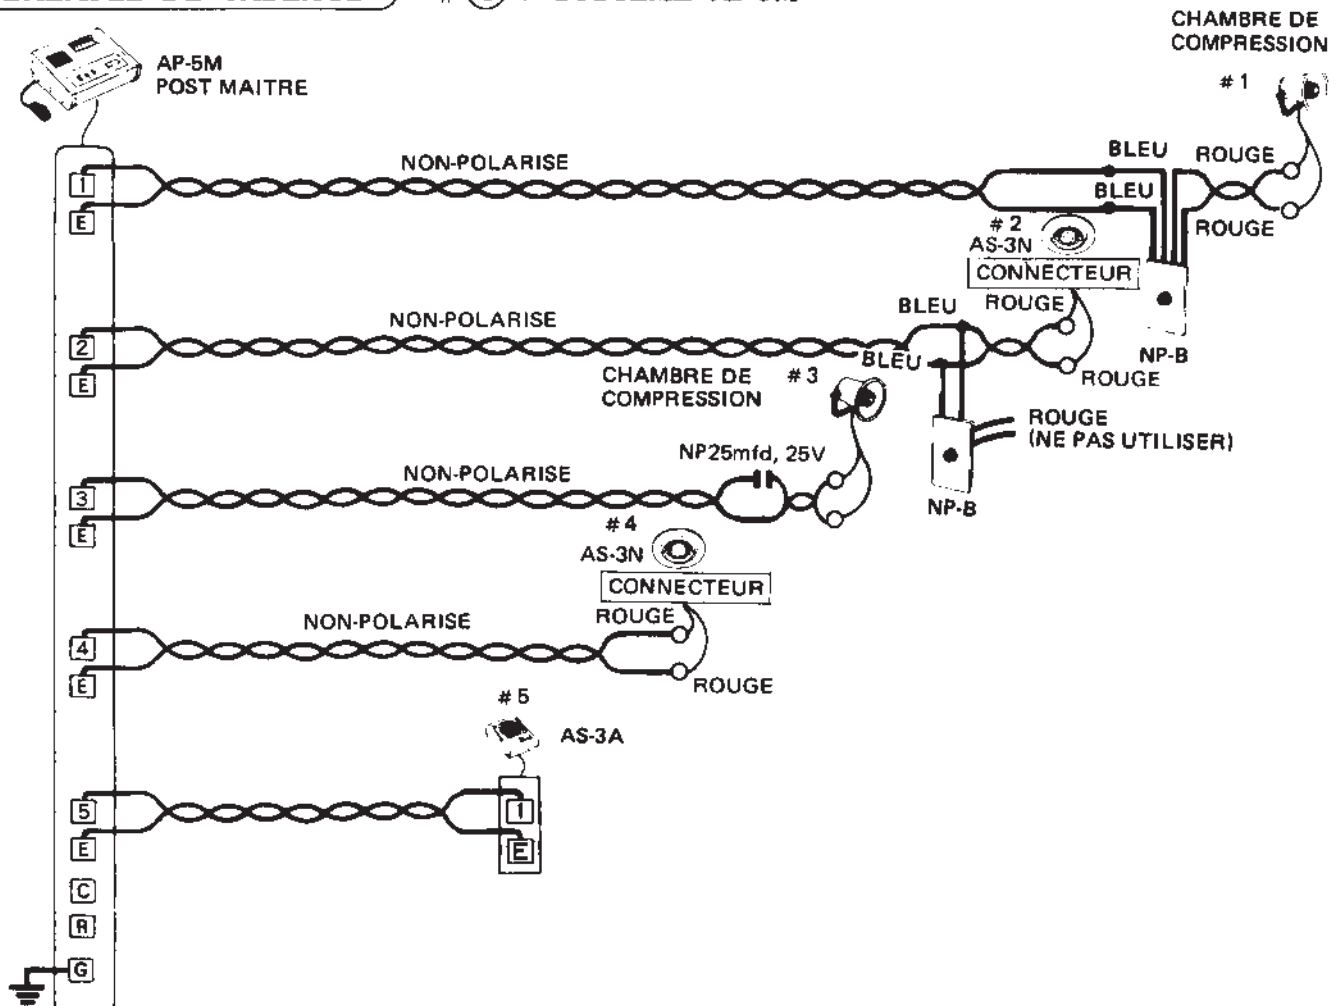 CHAMBRE DE
COMPRESSION
# 1
AP-5M
POST MAITRE
NON-POLARISE
BLEU
ROUGE
1
BLEU
E
ROUGE
# 2
AS-3N
CONNECTEUR
BLEU
ROUGE
NON-POLARISE
2
BLEU
NP-B
E
ROUGE
CHAMBRE DE
COMPRESSION
# 3
ROUGE
(NE PAS UTILISER)
NP25mfd, 25V
NON-POLARISE
3
NP-B
E
# 4
AS-3N
CONNECTEUR
NON-POLARISE
ROUGE
4
E
ROUGE
# 5
AS-3A
5
1
E
E
C
R
G